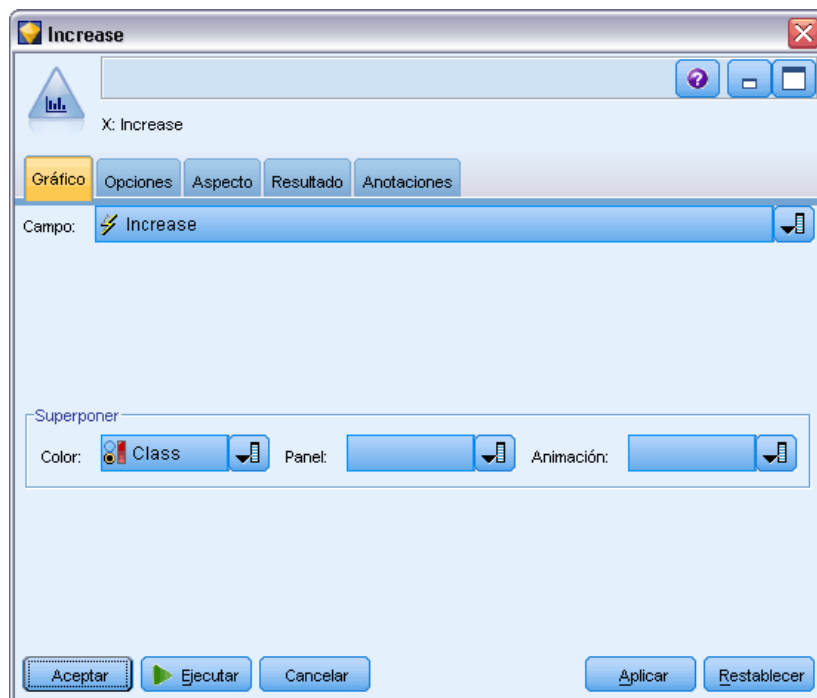 Increase
X: Increase
Gráfico Opciones Aspecto Resultado Anotaciones
Campo: Increase
Superponer
Color: Class Panel: Animación:
Aceptar Ejecutar Cancelar Aplicar Restablecer